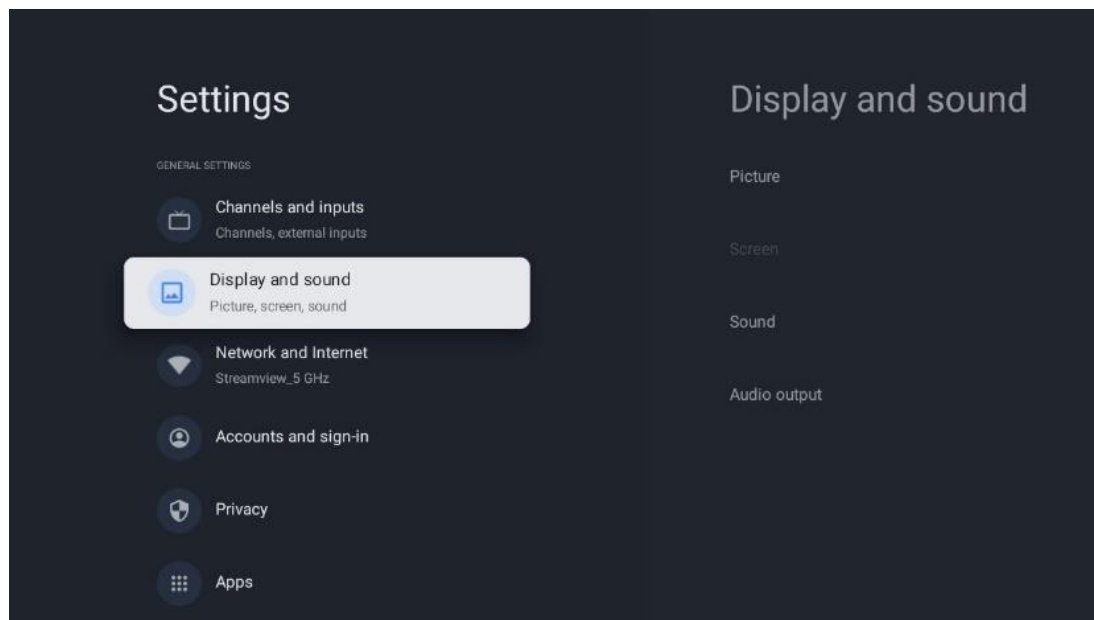 Settings
GENERAL SETTINGS
Channels and inputs
Channels, external inputs
Display and sound
Picture, screen, sound
Network and Internet
Streamview_5 GHz
Accounts and sign-in
Privacy
Apps
Display and sound
Picture
Screen
Sound
Audio output